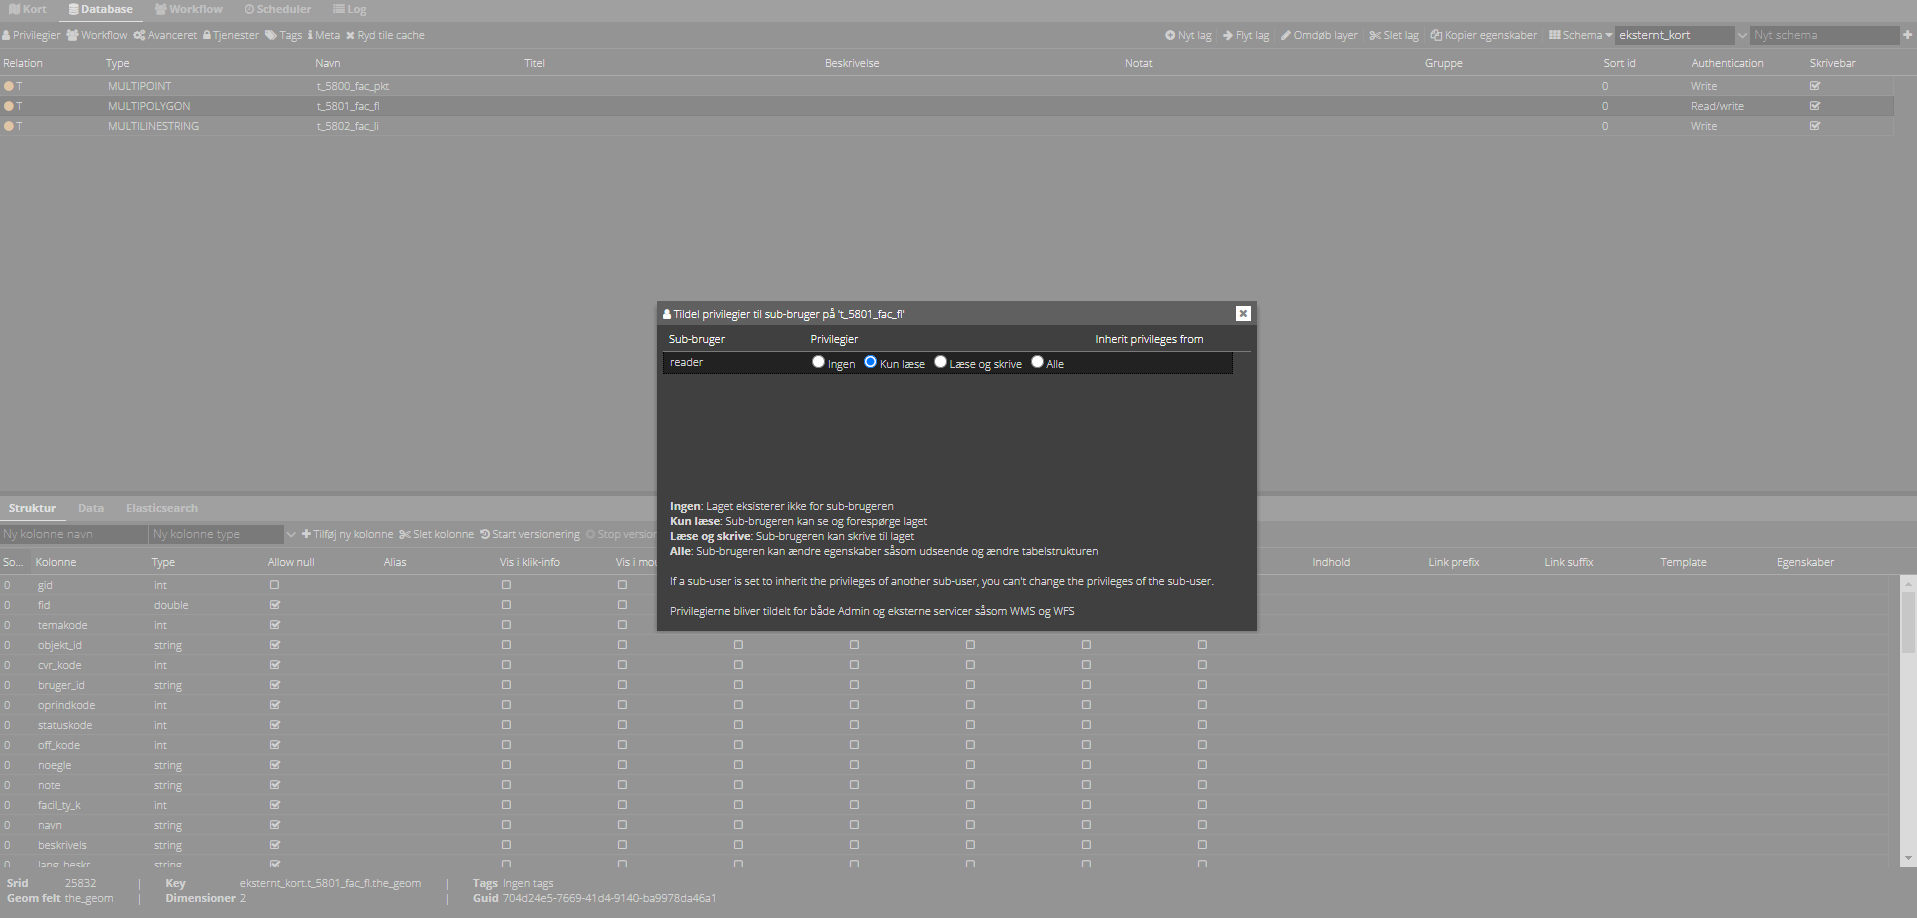 Kort Database Workflow Scheduler Log
Privilegier Workflow Avanceret Tjenester Tags Meta Ryd tile cache Nyt lag Flyt lag Omdøb layer Slet lag Kopier egenskaber Schema eksternt_kort Nyt schema
Relation Type Navn Titel Beskrivelse Notat Gruppe Sort id Authentication Skrivebar
T MULTIPOINT t_5800_fac_pkt 0 Write
T MULTIPOLYGON t_5801_fac_fl 0 Read/write
T MULTILINESTRING t_5802_fac_li 0 Write
Tildel privilegier til sub-bruger på 't_5801_fac_fl'
Sub-bruger Privilegier Inherit privileges from
reader Ingen Kun læse Læse og skrive Alle
Ingen: Laget eksisterer ikke for sub-brugeren
Kun læse: Sub-brugeren kan se og forespørge laget
Læse og skrive: Sub-brugeren kan skrive til laget
Alle: Sub-brugeren kan ændre egenskaber såsom udseende og ændre tabelstrukturen
If a sub-user is set to inherit the privileges of another sub-user, you can't change the privileges of the sub-user.
Privilegierne bliver tildelt for både Admin og eksterne servicer såsom WMS og WFS
Struktur Data Elasticsearch
Ny kolonne navn Ny kolonne type Tilføj ny kolonne Slet kolonne Start versionering Stop version
So... Kolonne Type Allow null Alias Vis i klik-info Vis i mou Indhold Link prefix Link suffix Template Egenskaber
0 gid int
0 fid double
0 temakode int
0 objekt_id string
0 cvr_kode int
0 bruger_id string
0 oprindkode int
0 statuskode int
0 off_kode int
0 noegle string
0 note string
0 facil_ty_k int
0 navn string
0 beskrivels string
0 lang_beskr string
Srid 25832 | Key eksternt_kort.t_5801_fac_fl.the_geom | Tags Ingen tags
Geom felt the_geom | Dimensioner 2 | Guid 704d24e5-7669-41d4-9140-ba9978da46a1